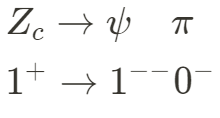 Z_c → ψ π
1^+ → 1^{--} 0^-